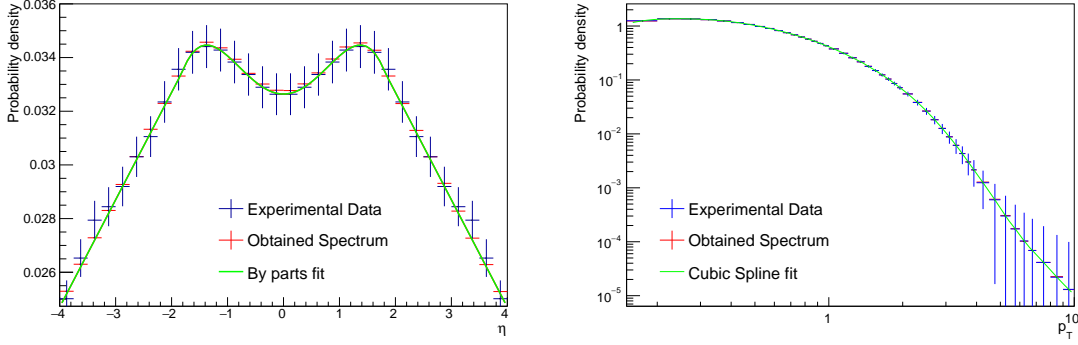 Probability density
0.036
0.034
0.032
0.03
0.028
0.026
Experimental Data
Obtained Spectrum
By parts fit
−4 −3 −2 −1 0 1 2 3 4
η
Probability density
1
10−1
10−2
10−3
10−4
10−5
Experimental Data
Obtained Spectrum
Cubic Spline fit
1 10
pT